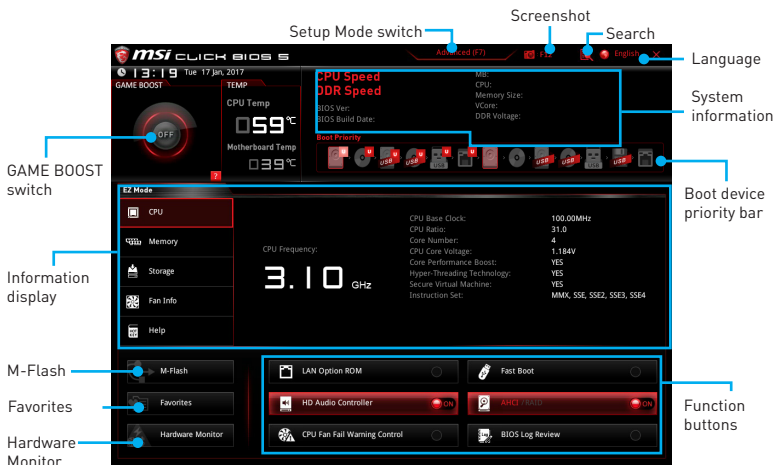 Setup Mode switch
Screenshot
Search
Language
System
information
Boot device
priority bar
GAME BOOST
switch
Information
display
M-Flash
Favorites
Hardware
Monitor
Function
buttons
msi CLICK BIOS 5
Advanced (F7)
F12
English
X
13:19 Tue 17 Jan, 2017
GAME BOOST
OFF
TEMP
CPU Temp
59°C
Motherboard Temp
39°C
?
CPU Speed
DDR Speed
BIOS Ver:
BIOS Build Date:
MB:
CPU:
Memory Size:
VCore:
DDR Voltage:
Boot Priority
U U U U U U
USB USB USB USB USB USB
EZ Mode
CPU
Memory
Storage
Fan Info
Help
CPU Frequency:
3.10 GHz
CPU Base Clock: 100.00MHz
CPU Ratio: 31.0
Core Number: 4
CPU Core Voltage: 1.184V
Core Performance Boost: YES
Hyper-Threading Technology: YES
Secure Virtual Machine: YES
Instruction Set: MMX, SSE, SSE2, SSE3, SSE4
M-Flash
Favorites
Hardware Monitor
LAN Option ROM
Fast Boot
HD Audio Controller ON
AHCI / RAID ON
CPU Fan Fail Warning Control
BIOS Log Review